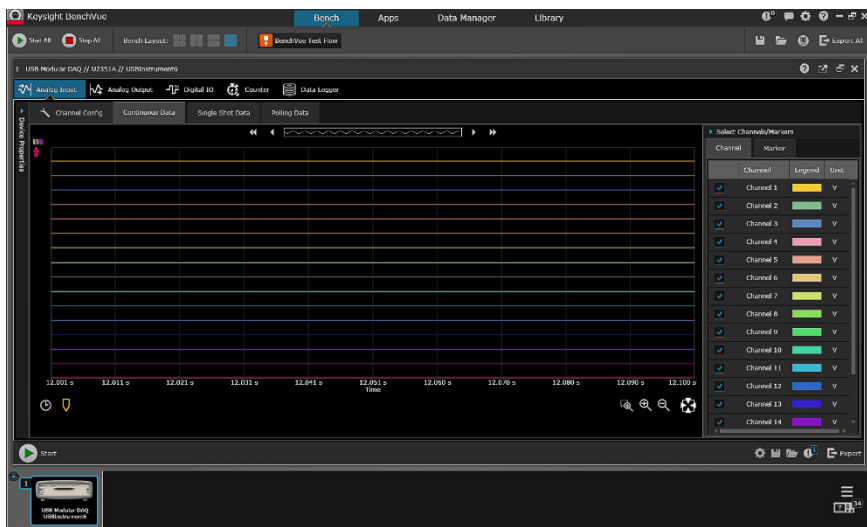 Keysight BenchVue
Bench Apps Data Manager Library
Start All Stop All Bench Layout: BenchVue Test Flow Export All
1 USB Modular DAQ // U2351A // USBInstrument6
Analog Input Analog Output Digital IO Counter Data Logger
Channel Config Continuous Data Single Shot Data Polling Data
Device Properties
Select Channels/Markers
Channel Marker
Channel Legend Unit
Channel 1 V
Channel 2 V
Channel 3 V
Channel 4 V
Channel 5 V
Channel 6 V
Channel 7 V
Channel 8 V
Channel 9 V
Channel 10 V
Channel 11 V
Channel 12 V
Channel 13 V
Channel 14 V
12.001 s 12.011 s 12.021 s 12.031 s 12.041 s 12.051 s 12.060 s 12.070 s 12.080 s 12.090 s 12.100 s
Time
Start 1 Export
1
USB Modular DAQ
USBInstrument6
34